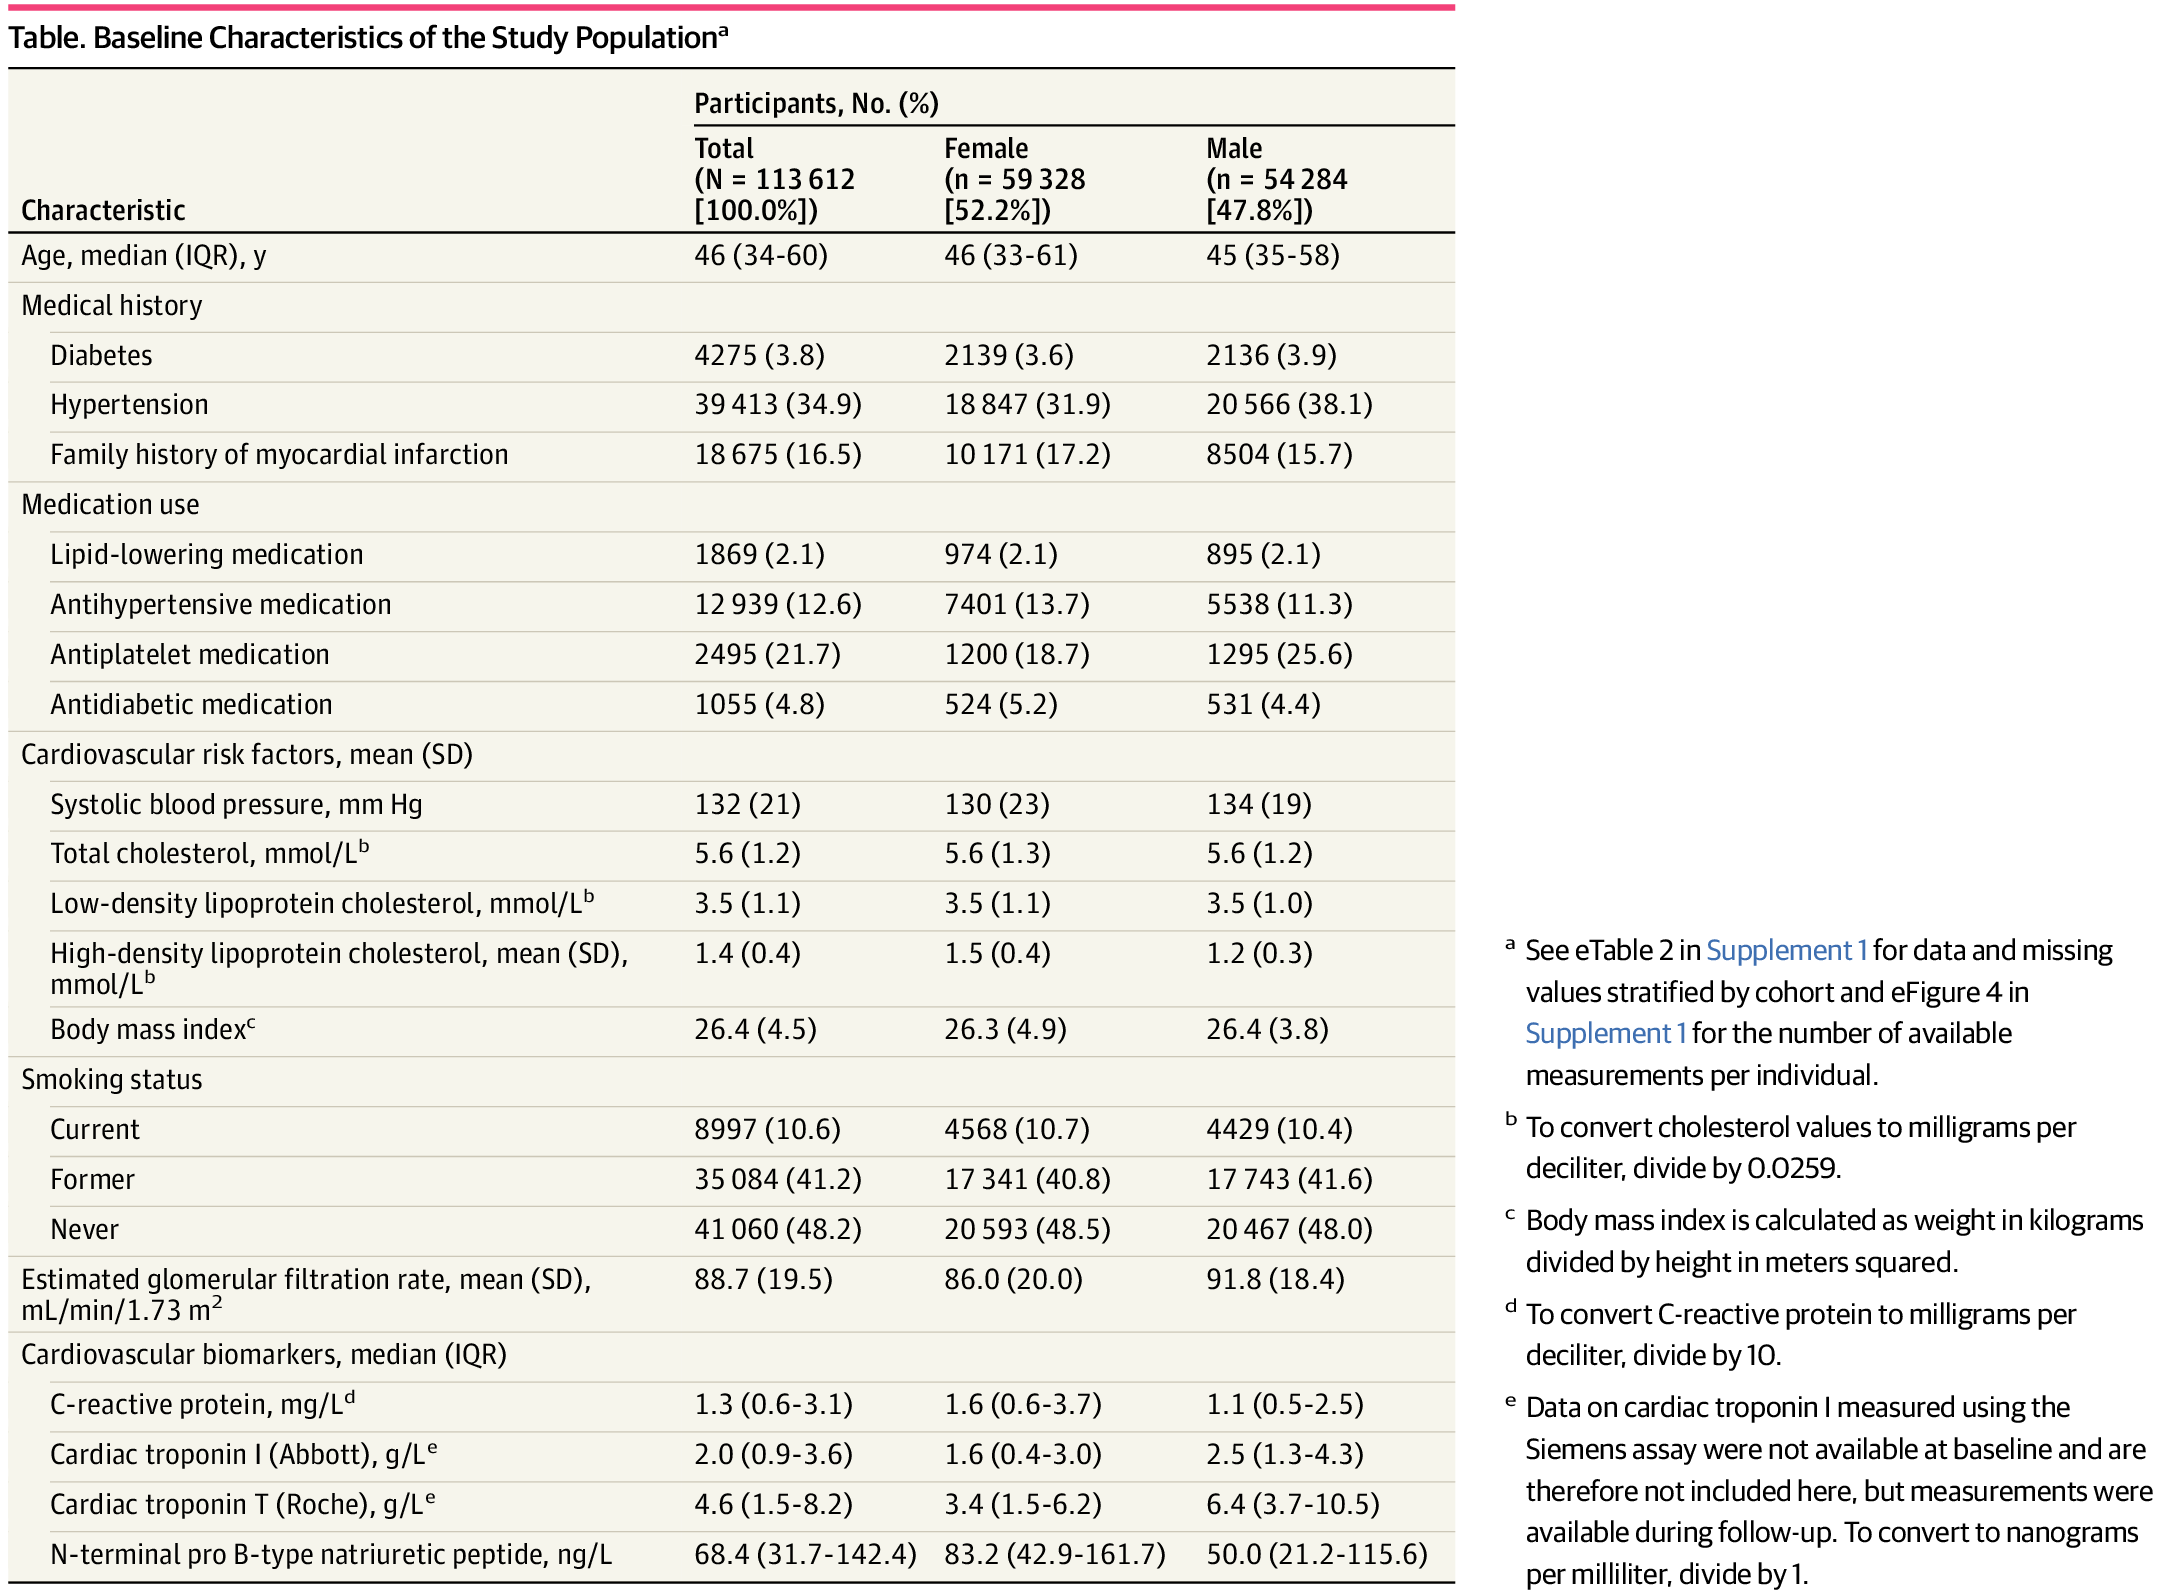 Table. Baseline Characteristics of the Study Populationᵃ
Participants, No. (%)
Characteristic
Total (N = 113 612 [100.0%])
Female (n = 59 328 [52.2%])
Male (n = 54 284 [47.8%])
Age, median (IQR), y 46 (34-60) 46 (33-61) 45 (35-58)
Medical history
Diabetes 4275 (3.8) 2139 (3.6) 2136 (3.9)
Hypertension 39 413 (34.9) 18 847 (31.9) 20 566 (38.1)
Family history of myocardial infarction 18 675 (16.5) 10 171 (17.2) 8504 (15.7)
Medication use
Lipid-lowering medication 1869 (2.1) 974 (2.1) 895 (2.1)
Antihypertensive medication 12 939 (12.6) 7401 (13.7) 5538 (11.3)
Antiplatelet medication 2495 (21.7) 1200 (18.7) 1295 (25.6)
Antidiabetic medication 1055 (4.8) 524 (5.2) 531 (4.4)
Cardiovascular risk factors, mean (SD)
Systolic blood pressure, mm Hg 132 (21) 130 (23) 134 (19)
Total cholesterol, mmol/Lᵇ 5.6 (1.2) 5.6 (1.3) 5.6 (1.2)
Low-density lipoprotein cholesterol, mmol/Lᵇ 3.5 (1.1) 3.5 (1.1) 3.5 (1.0)
High-density lipoprotein cholesterol, mean (SD), 1.4 (0.4) 1.5 (0.4) 1.2 (0.3)
mmol/Lᵇ
Body mass indexᶜ 26.4 (4.5) 26.3 (4.9) 26.4 (3.8)
Smoking status
Current 8997 (10.6) 4568 (10.7) 4429 (10.4)
Former 35 084 (41.2) 17 341 (40.8) 17 743 (41.6)
Never 41 060 (48.2) 20 593 (48.5) 20 467 (48.0)
Estimated glomerular filtration rate, mean (SD), 88.7 (19.5) 86.0 (20.0) 91.8 (18.4)
mL/min/1.73 m²
Cardiovascular biomarkers, median (IQR)
C-reactive protein, mg/Lᵈ 1.3 (0.6-3.1) 1.6 (0.6-3.7) 1.1 (0.5-2.5)
Cardiac troponin I (Abbott), g/Lᵉ 2.0 (0.9-3.6) 1.6 (0.4-3.0) 2.5 (1.3-4.3)
Cardiac troponin T (Roche), g/Lᵉ 4.6 (1.5-8.2) 3.4 (1.5-6.2) 6.4 (3.7-10.5)
N-terminal pro B-type natriuretic peptide, ng/L 68.4 (31.7-142.4) 83.2 (42.9-161.7) 50.0 (21.2-115.6)
ᵃ See eTable 2 in Supplement 1 for data and missing
values stratified by cohort and eFigure 4 in
Supplement 1 for the number of available
measurements per individual.
ᵇ To convert cholesterol values to milligrams per
deciliter, divide by 0.0259.
ᶜ Body mass index is calculated as weight in kilograms
divided by height in meters squared.
ᵈ To convert C-reactive protein to milligrams per
deciliter, divide by 10.
ᵉ Data on cardiac troponin I measured using the
Siemens assay were not available at baseline and are
therefore not included here, but measurements were
available during follow-up. To convert to nanograms
per milliliter, divide by 1.